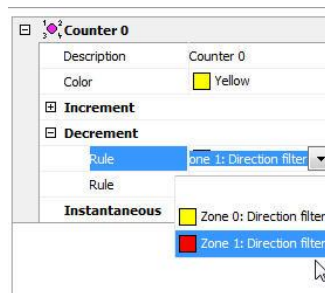 Counter 0
Description Counter 0
Color Yellow
Increment
Decrement
Rule one 1: Direction filter
Rule
Instantaneous
Zone 0: Direction filter
Zone 1: Direction filter